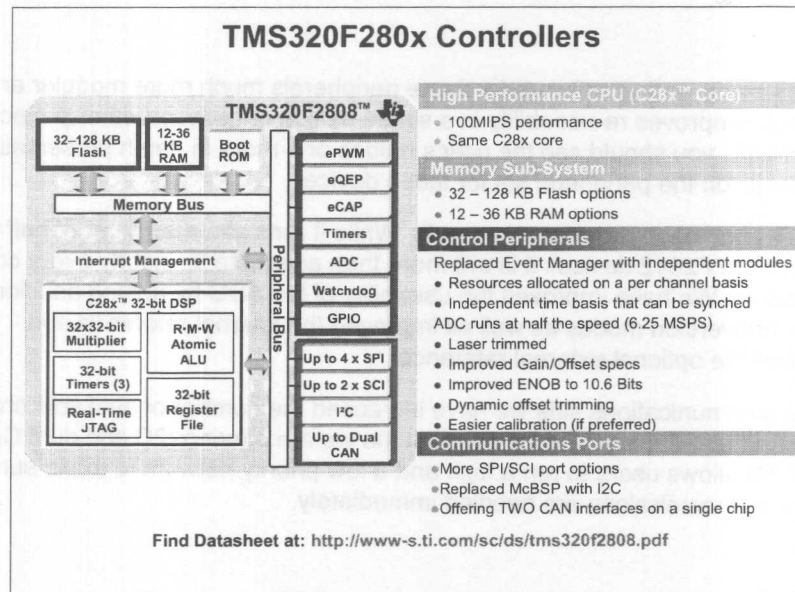 TMS320F280x Controllers
TMS320F2808™
32–128 KB
Flash
12-36
KB
RAM
Boot
ROM
Memory Bus
Interrupt Management
C28x™ 32-bit DSP
32x32-bit
Multiplier
32-bit
Timers (3)
Real-Time
JTAG
R-M-W
Atomic
ALU
32-bit
Register
File
Peripheral Bus
ePWM
eQEP
eCAP
Timers
ADC
Watchdog
GPIO
Up to 4 x SPI
Up to 2 x SCI
I²C
Up to Dual
CAN
High Performance CPU (C28x™ Core)
• 100MIPS performance
• Same C28x core
Memory Sub-System
• 32 – 128 KB Flash options
• 12 – 36 KB RAM options
Control Peripherals
Replaced Event Manager with independent modules
• Resources allocated on a per channel basis
• Independent time basis that can be synched
ADC runs at half the speed (6.25 MSPS)
• Laser trimmed
• Improved Gain/Offset specs
• Improved ENOB to 10.6 Bits
• Dynamic offset trimming
• Easier calibration (if preferred)
Communications Ports
•More SPI/SCI port options
•Replaced McBSP with I2C
•Offering TWO CAN interfaces on a single chip
Find Datasheet at: http://www-s.ti.com/sc/ds/tms320f2808.pdf